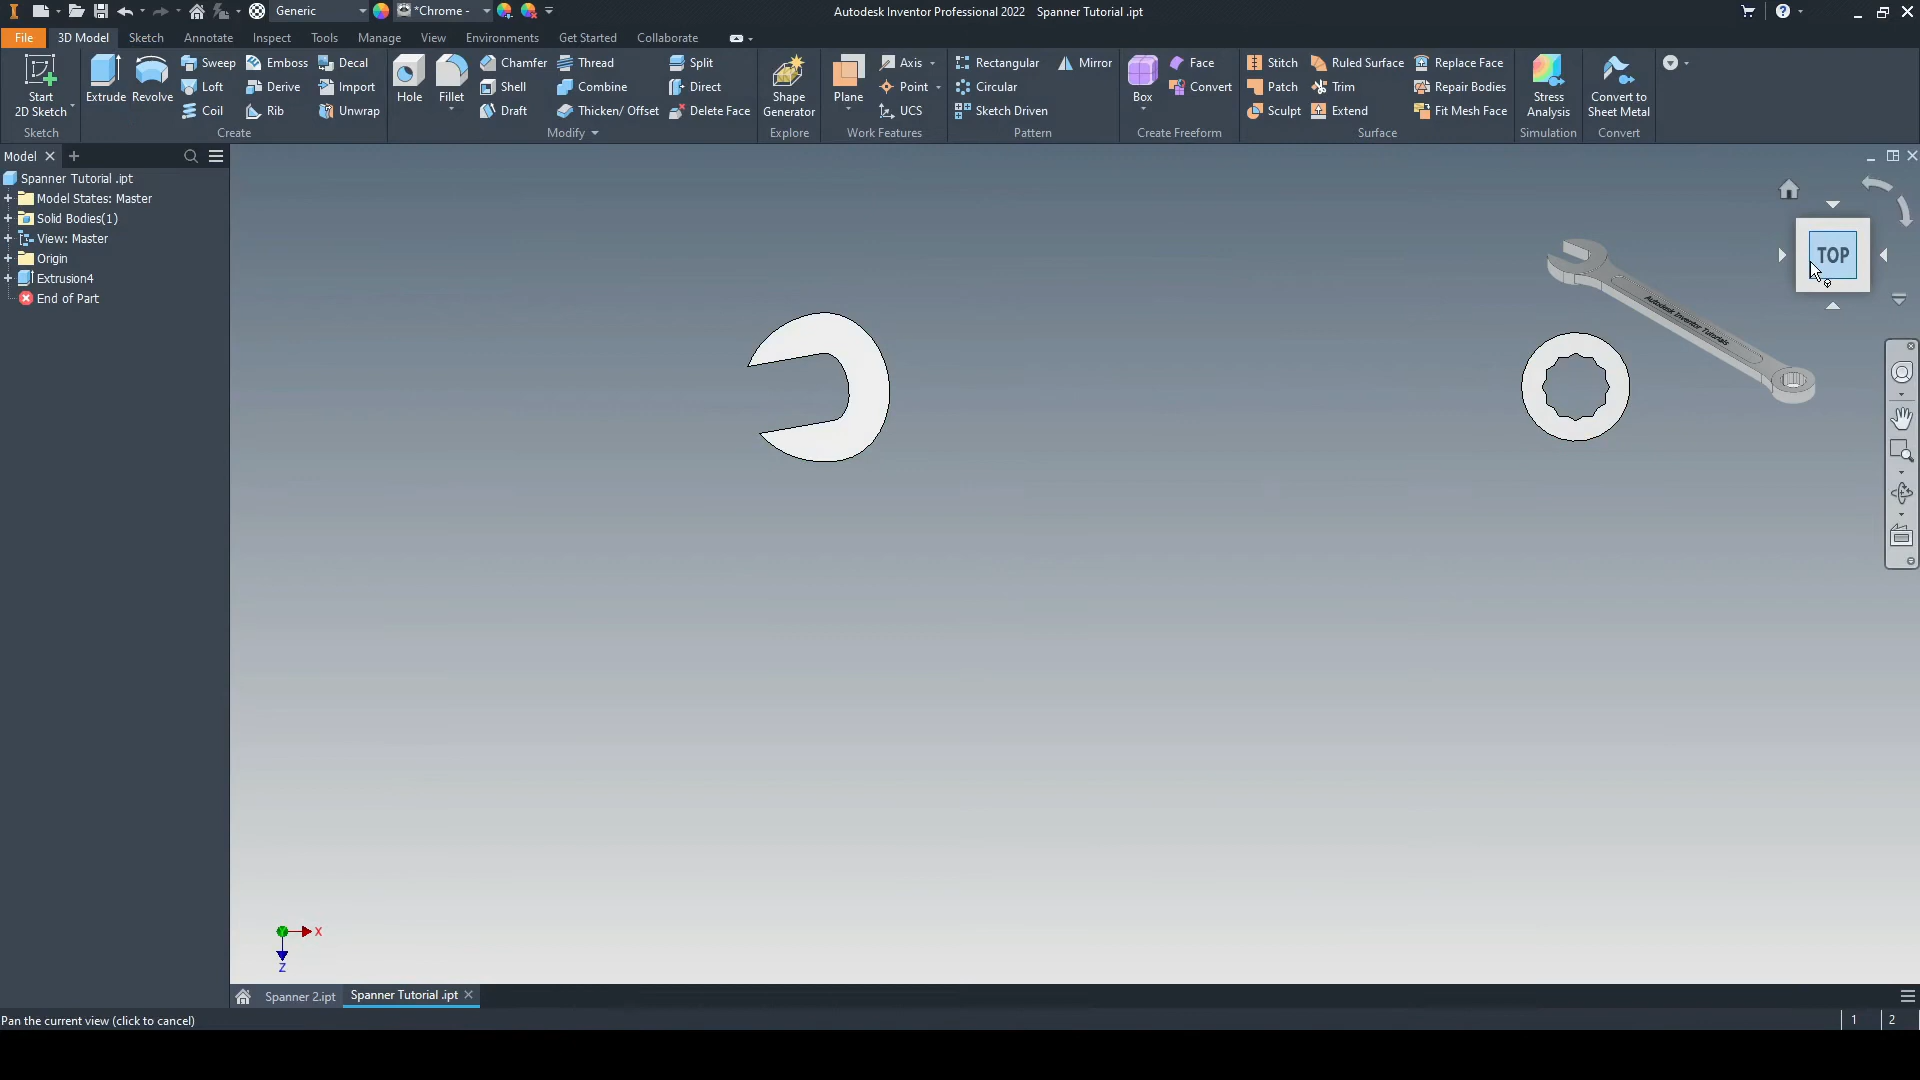 Generic
*Chrome -
Autodesk Inventor Professional 2022 Spanner Tutorial .ipt
File 3D Model Sketch Annotate Inspect Tools Manage View Environments Get Started Collaborate
Start
2D Sketch
Extrude
Revolve
Sweep
Loft
Coil
Emboss
Derive
Rib
Decal
Import
Unwrap
Hole
Fillet
Chamfer
Shell
Draft
Thread
Combine
Thicken/ Offset
Split
Direct
Delete Face
Shape
Generator
Plane
Axis
Point
UCS
Rectangular
Circular
Sketch Driven
Mirror
Box
Face
Convert
Stitch
Patch
Sculpt
Ruled Surface
Trim
Extend
Replace Face
Repair Bodies
Fit Mesh Face
Stress
Analysis
Convert to
Sheet Metal
Sketch Create Modify Explore Work Features Pattern Create Freeform Surface Simulation Convert
Model
Spanner Tutorial .ipt
Model States: Master
Solid Bodies(1)
View: Master
Origin
Extrusion4
End of Part
TOP
Autodesk Inventor Tutorials
X
Z
Spanner 2.ipt Spanner Tutorial .ipt
Pan the current view (click to cancel)
1 2